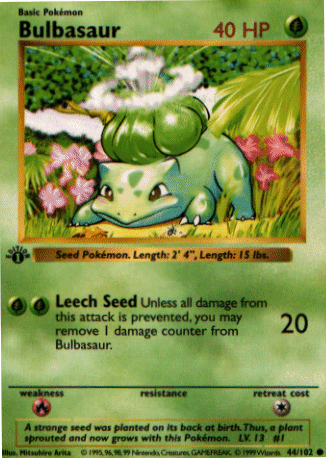 Basic Pokémon
Bulbasaur 40 HP
EDITION
1
Seed Pokémon. Length: 2' 4", Length: 15 lbs.
Leech Seed Unless all damage from
this attack is prevented, you may
remove 1 damage counter from
Bulbasaur.
20
weakness resistance retreat cost
A strange seed was planted on its back at birth. Thus, a plant
sprouted and now grows with this Pokémon. LV. 13 #1
Illus. Mitsuhiro Arita © 1995, 96, 98, 99 Nintendo, Creatures, GAMEFREAK. © 1999 Wizards. 44/102